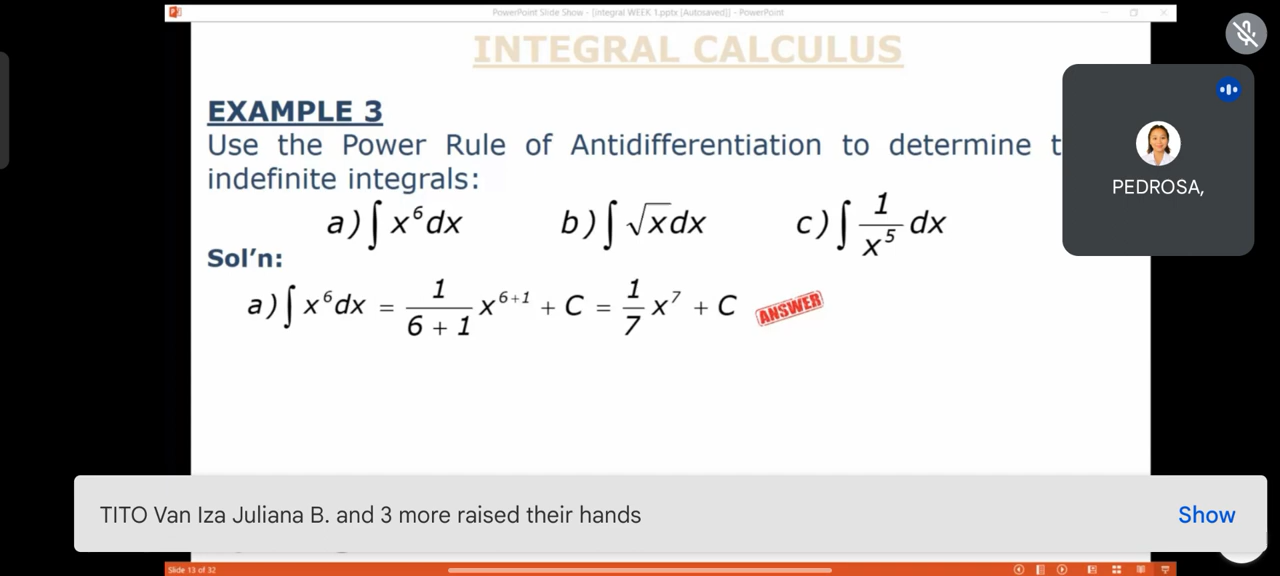 PowerPoint Slide Show - [integral WEEK 1.pptx [Autosaved]] - PowerPoint
INTEGRAL CALCULUS
EXAMPLE 3
Use the Power Rule of Antidifferentiation to determine t
indefinite integrals:
a) ∫ x⁶dx b) ∫ √x dx c) ∫ 1/x⁵ dx
Sol’n:
a) ∫ x⁶dx = 1/(6 + 1) x⁶⁺¹ + C = 1/7 x⁷ + C ANSWER
PEDROSA,
TITO Van Iza Juliana B. and 3 more raised their hands
Show
Slide 13 of 32